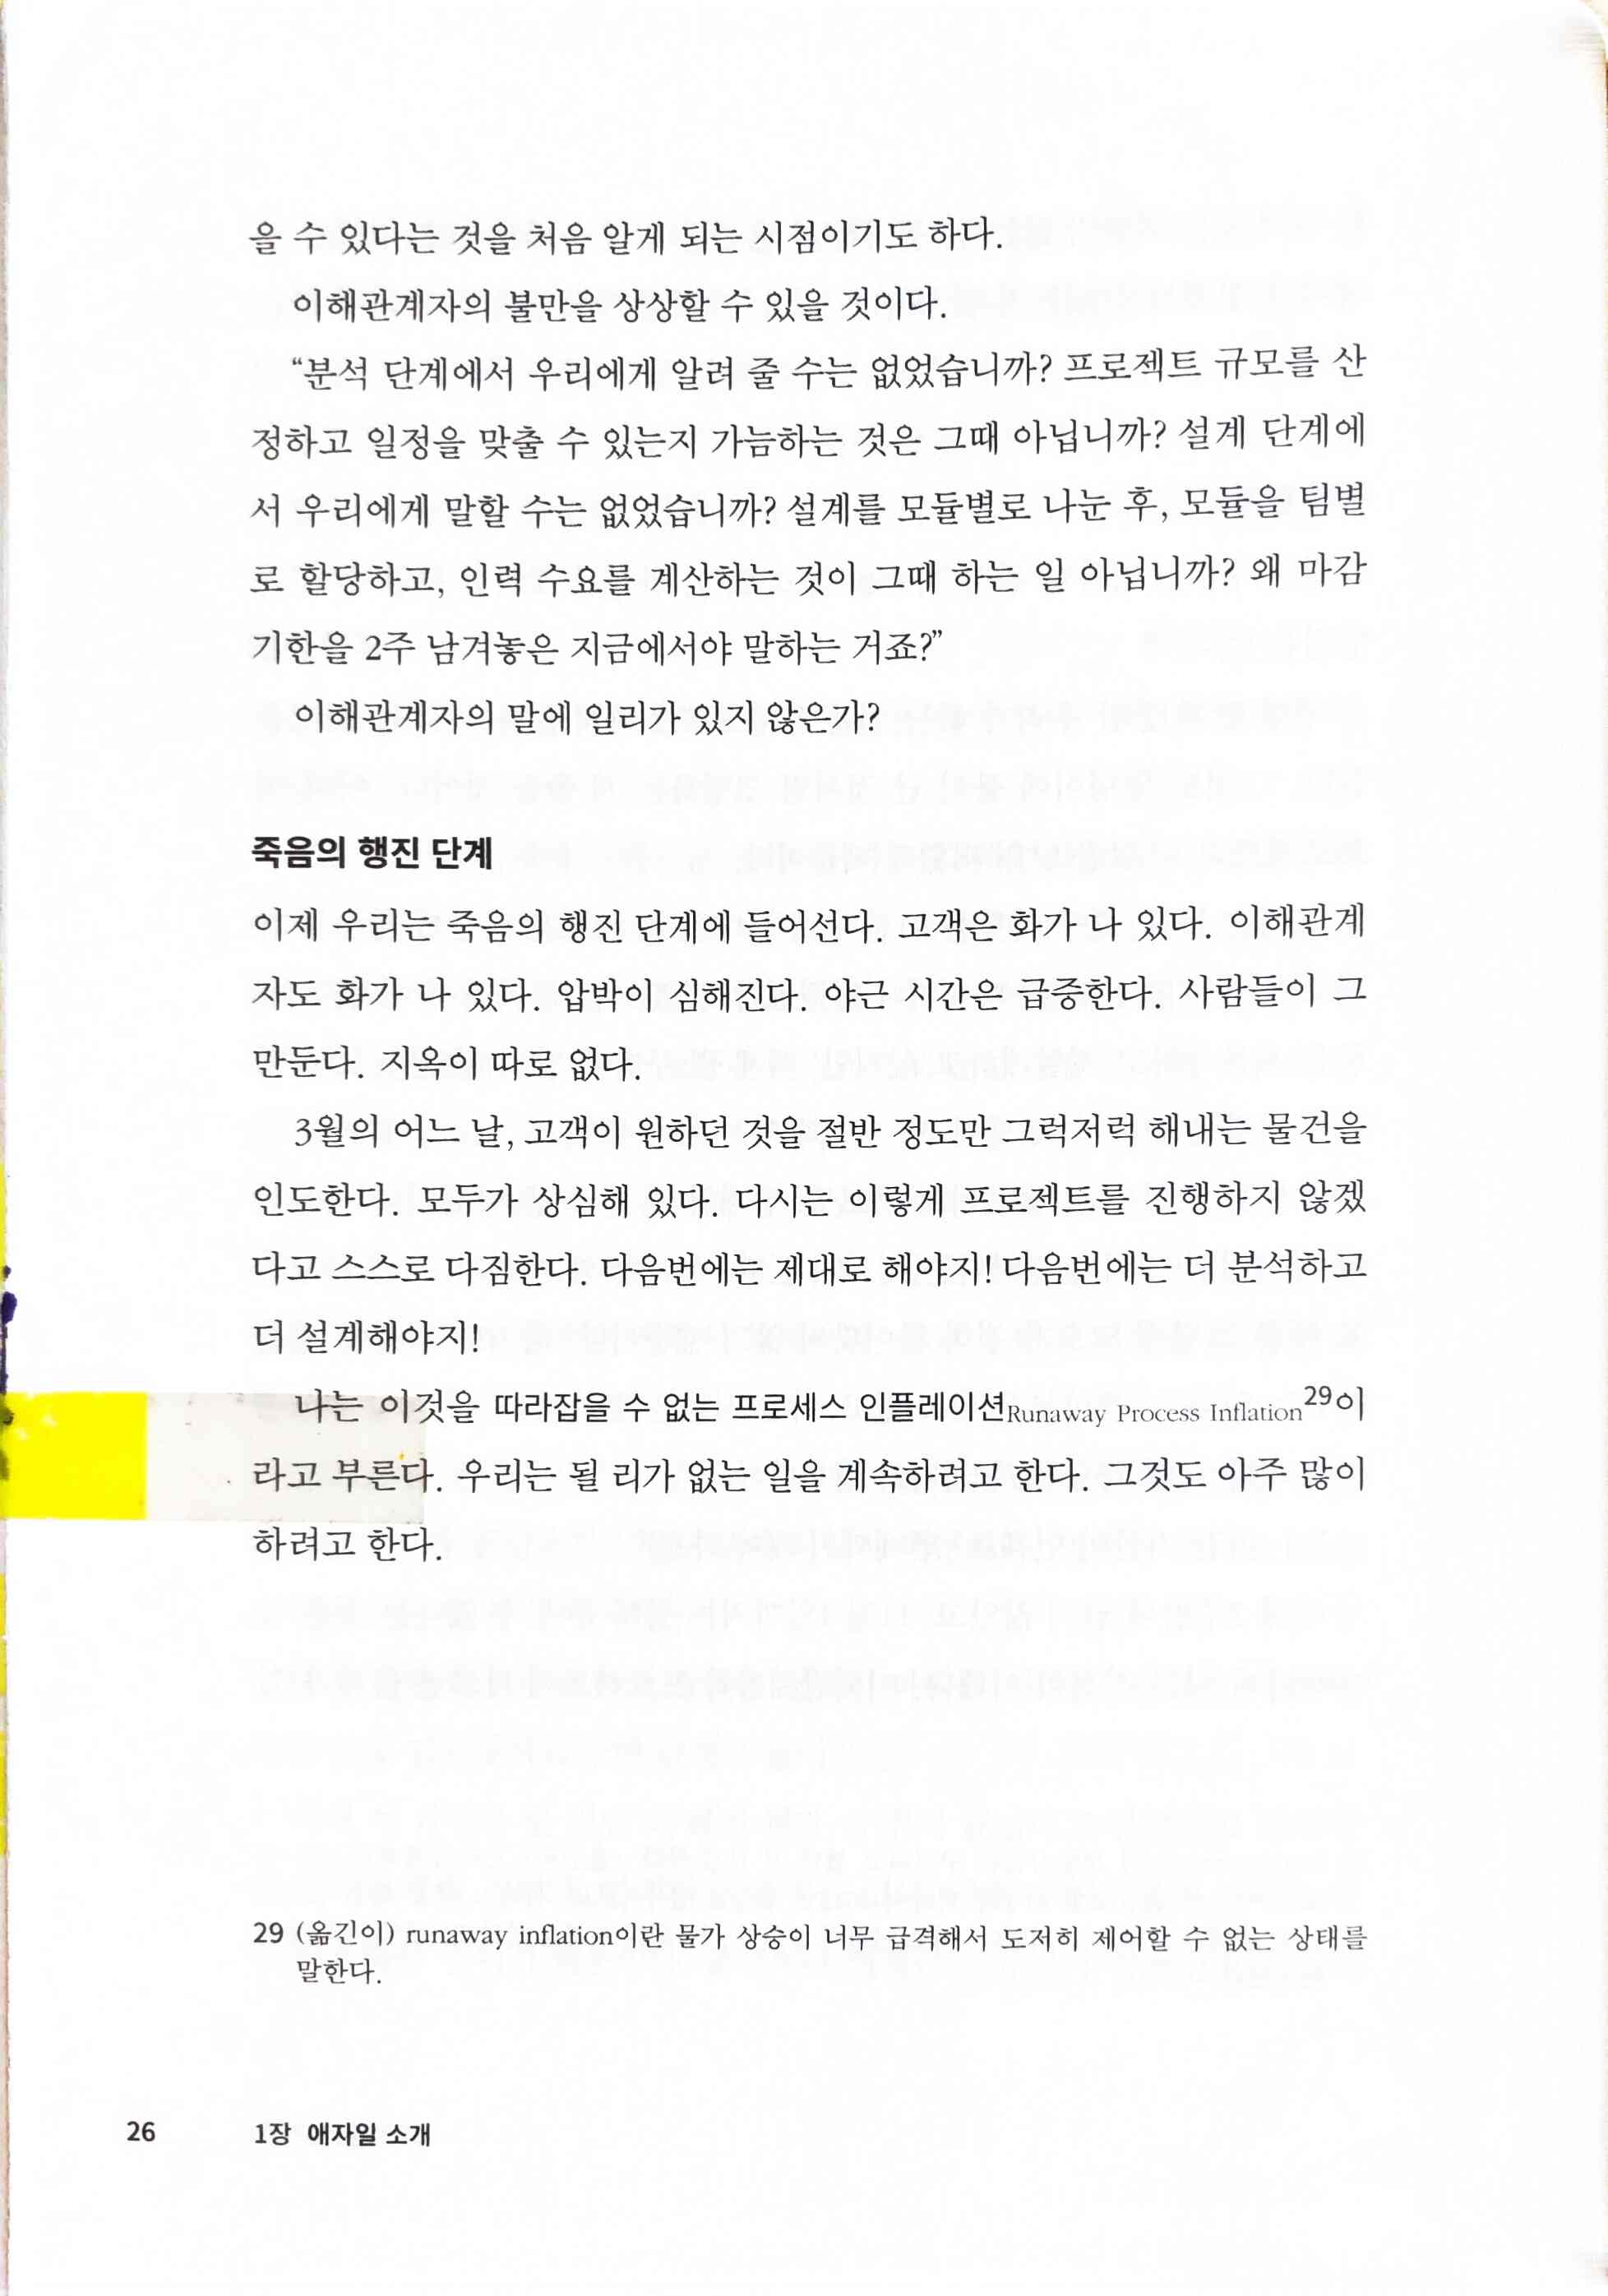 을 수 있다는 것을 처음 알게 되는 시점이기도 하다.
이해관계자의 불만을 상상할 수 있을 것이다.
“분석 단계에서 우리에게 알려 줄 수는 없었습니까? 프로젝트 규모를 산
정하고 일정을 맞출 수 있는지 가늠하는 것은 그때 아닙니까? 설계 단계에
서 우리에게 말할 수는 없었습니까? 설계를 모듈별로 나눈 후, 모듈을 팀별
로 할당하고, 인력 수요를 계산하는 것이 그때 하는 일 아닙니까? 왜 마감
기한을 2주 남겨놓은 지금에서야 말하는 거죠?”
이해관계자의 말에 일리가 있지 않은가?
죽음의 행진 단계
이제 우리는 죽음의 행진 단계에 들어선다. 고객은 화가 나 있다. 이해관계
자도 화가 나 있다. 압박이 심해진다. 야근 시간은 급증한다. 사람들이 그
만둔다. 지옥이 따로 없다.
3월의 어느 날, 고객이 원하던 것을 절반 정도만 그럭저럭 해내는 물건을
인도한다. 모두가 상심해 있다. 다시는 이렇게 프로젝트를 진행하지 않겠
다고 스스로 다짐한다. 다음번에는 제대로 해야지! 다음번에는 더 분석하고
더 설계해야지!
나는 이것을 따라잡을 수 없는 프로세스 인플레이션Runaway Process Inflation29이
라고 부른다. 우리는 될 리가 없는 일을 계속하려고 한다. 그것도 아주 많이
하려고 한다.
29 (옮긴이) runaway inflation이란 물가 상승이 너무 급격해서 도저히 제어할 수 없는 상태를
말한다.
26 1장 애자일 소개